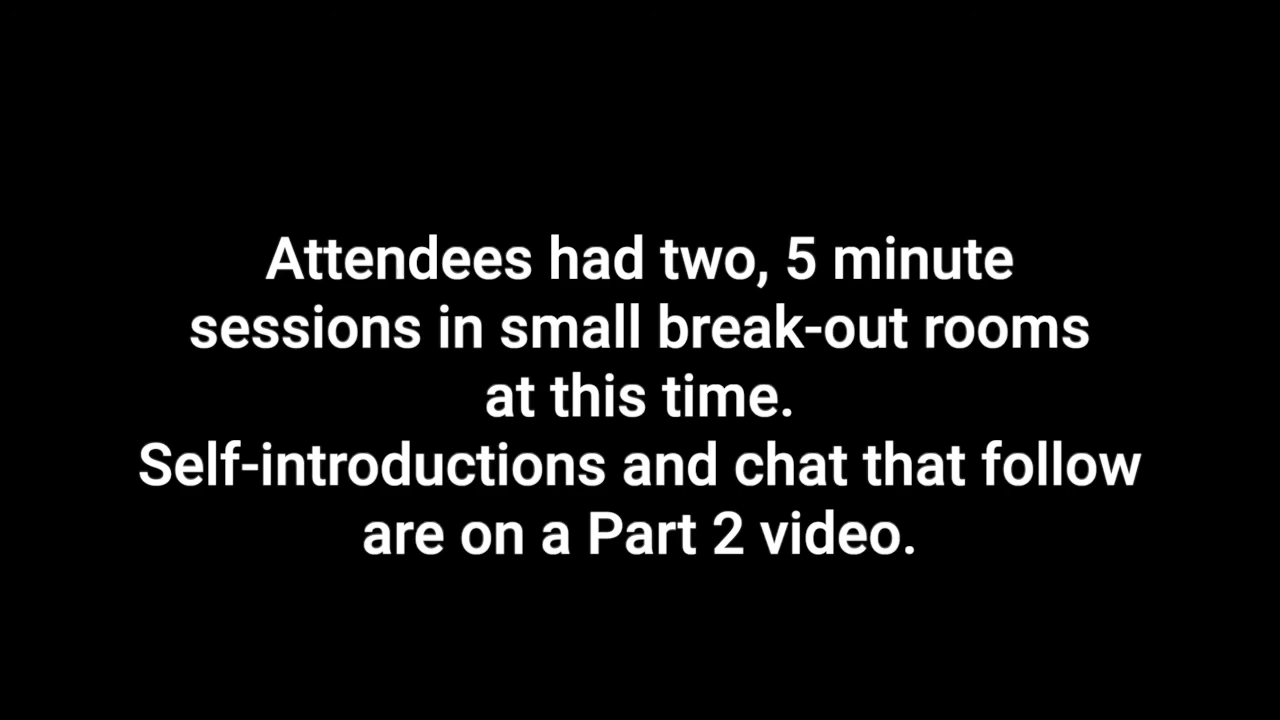 Attendees had two, 5 minute
sessions in small break-out rooms
at this time.
Self-introductions and chat that follow
are on a Part 2 video.